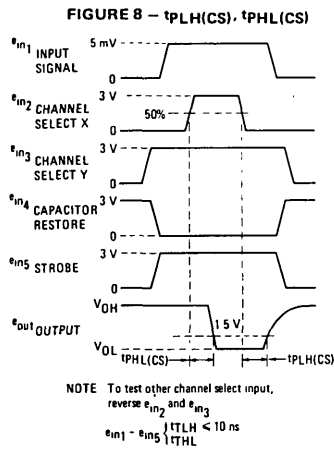 FIGURE 8 – tPLH(CS), tPHL(CS)
ein1 INPUT SIGNAL
5 mV
0
ein2 CHANNEL SELECT X
3 V
50%
0
ein3 CHANNEL SELECT Y
3 V
0
ein4 CAPACITOR RESTORE
3 V
0
ein5 STROBE
3 V
0
eout OUTPUT
VOH
1 5 V
VOL
tPHL(CS)
tPLH(CS)
NOTE To test other channel select input,
reverse ein2 and ein3
ein1 - ein5 { tTLH ≤ 10 ns
tTHL